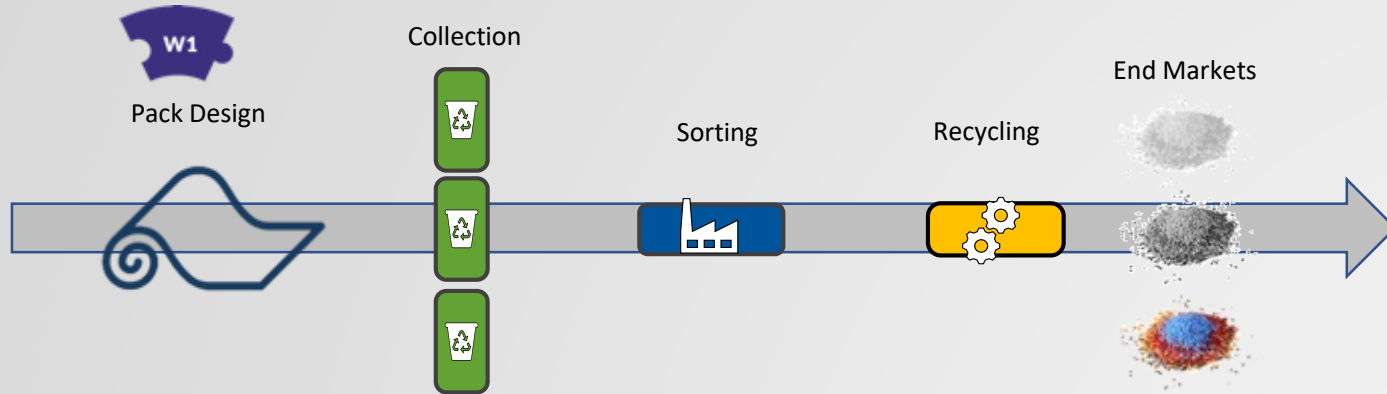 W1
Pack Design
Collection
Sorting
Recycling
End Markets